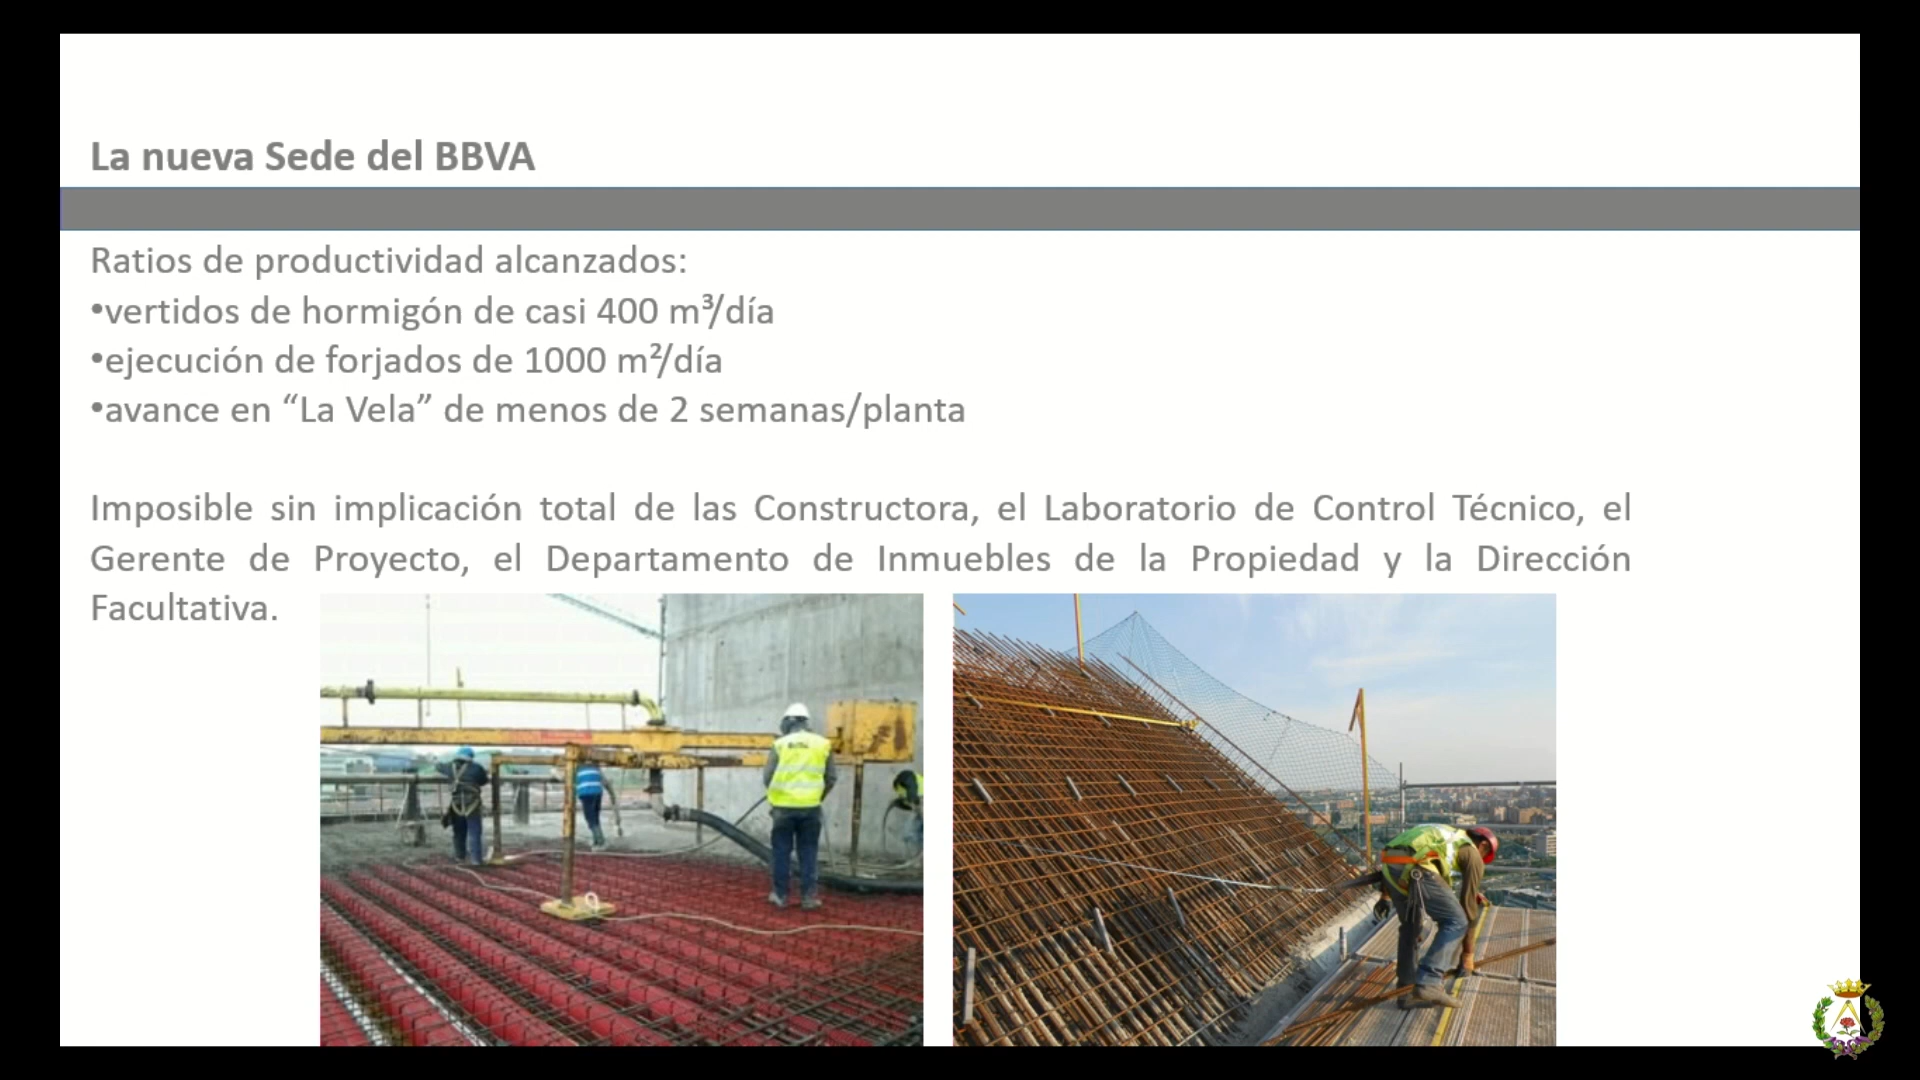 La nueva Sede del BBVA
Ratios de productividad alcanzados:
•vertidos de hormigón de casi 400 m³/día
•ejecución de forjados de 1000 m²/día
•avance en “La Vela” de menos de 2 semanas/planta
Imposible sin implicación total de las Constructora, el Laboratorio de Control Técnico, el
Gerente de Proyecto, el Departamento de Inmuebles de la Propiedad y la Dirección
Facultativa.